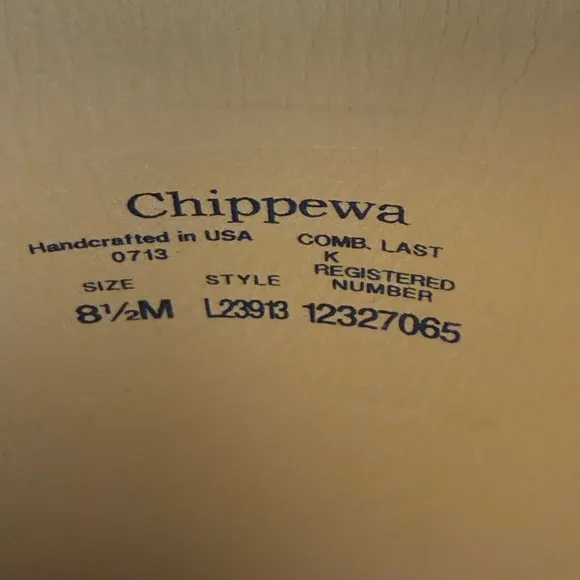 Chippewa
Handcrafted in USA COMB. LAST
0713 K
REGISTERED
SIZE STYLE NUMBER
8½M L23913 12327065